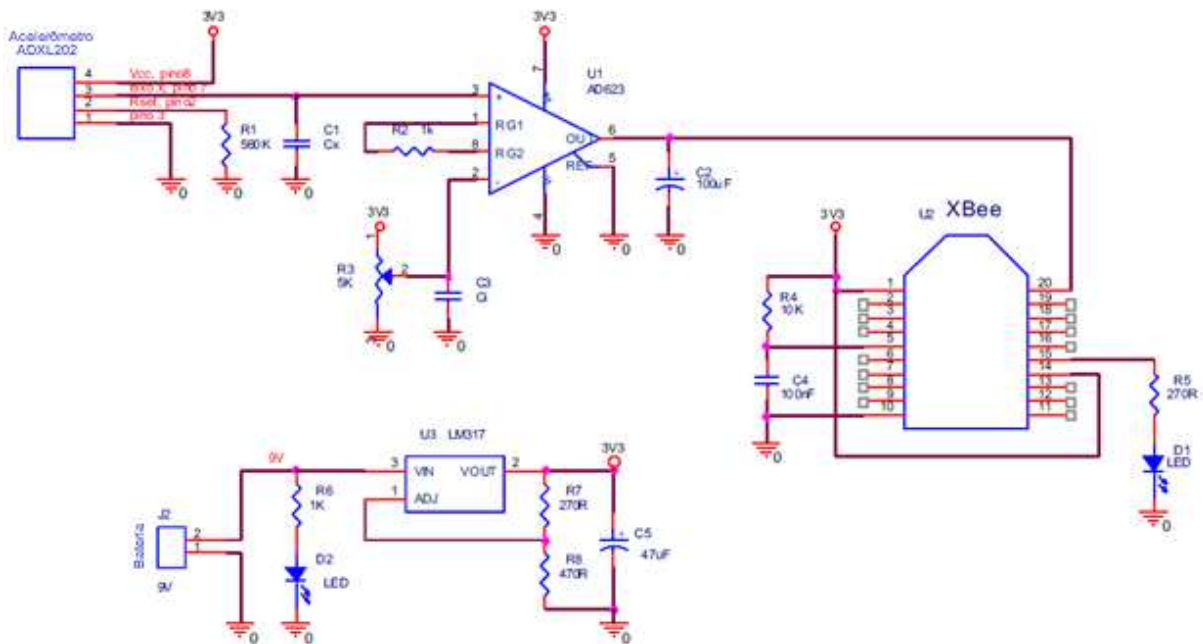 Acelerômetro
ADXL202
4
3
2
1
Vcc, pino8
eixo X, pino 7
Rset, pino2
pino 3
3V3
R1
560K
C1
Cx
0
0
0
3V3
7
U1
AD623
3
1
8
2
+
RG1
RG2
-
R2 1k
OUT
REF
6
5
4
0
0
C2
100uF
0
3V3
1
R3
5K
2
3
C3
Ci
0
0
3V3
U2 XBee
R4
10K
C4
100nF
0
1
2
3
4
5
6
7
8
9
10
20
19
18
17
16
15
14
13
12
11
R5
270R
D1
LED
0
U3 LM317
9V
3
VIN
VOUT
2
1
ADJ
3V3
R6
1K
R7
270R
J2
Bateria
2
1
9V
D2
LED
R8
470R
C5
47uF
0
0
0
0